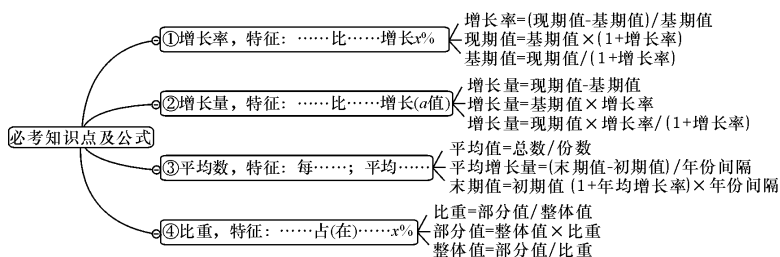 必考知识点及公式
①增长率，特征：……比……增长x%
增长率=(现期值-基期值)/基期值
现期值=基期值×(1+增长率)
基期值=现期值/(1+增长率)
②增长量，特征：……比……增长(a值)
增长量=现期值-基期值
增长量=基期值×增长率
增长量=现期值×增长率/(1+增长率)
③平均数，特征：每……；平均……
平均值=总数/份数
平均增长量=(末期值-初期值)/年份间隔
末期值=初期值 (1+年均增长率)×年份间隔
④比重，特征：……占(在)……x%
比重=部分值/整体值
部分值=整体值×比重
整体值=部分值/比重